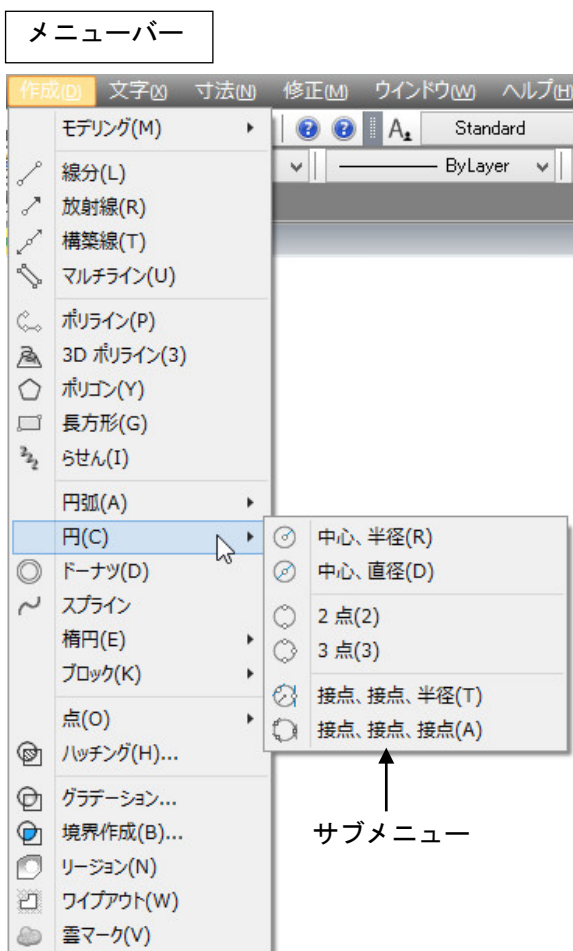 メニューバー
作成(D) 文字(X) 寸法(N) 修正(M) ウインドウ(W) ヘルプ(H)
モデリング(M)
A Standard
ByLayer
線分(L)
放射線(R)
構築線(T)
マルチライン(U)
ポリライン(P)
3D ポリライン(3)
ポリゴン(Y)
長方形(G)
らせん(I)
円弧(A)
円(C)
中心、半径(R)
ドーナツ(D)
中心、直径(D)
スプライン
2 点(2)
楕円(E)
3 点(3)
ブロック(K)
接点、接点、半径(T)
点(O)
接点、接点、接点(A)
ハッチング(H)...
グラデーション...
サブメニュー
境界作成(B)...
リージョン(N)
ワイプアウト(W)
雲マーク(V)